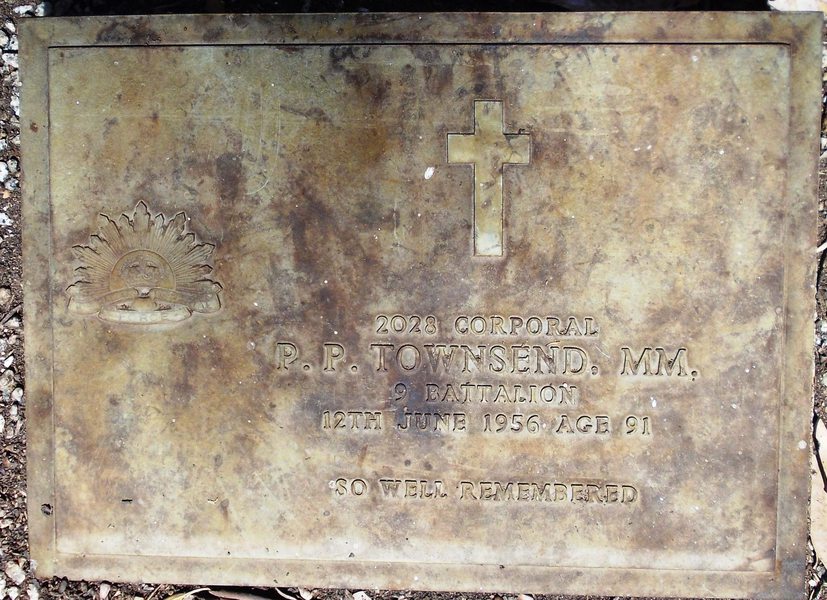 2028 CORPORAL
P. P. TOWNSEND. MM.
9 BATTALION
12TH JUNE 1956 AGE 91
SO WELL REMEMBERED